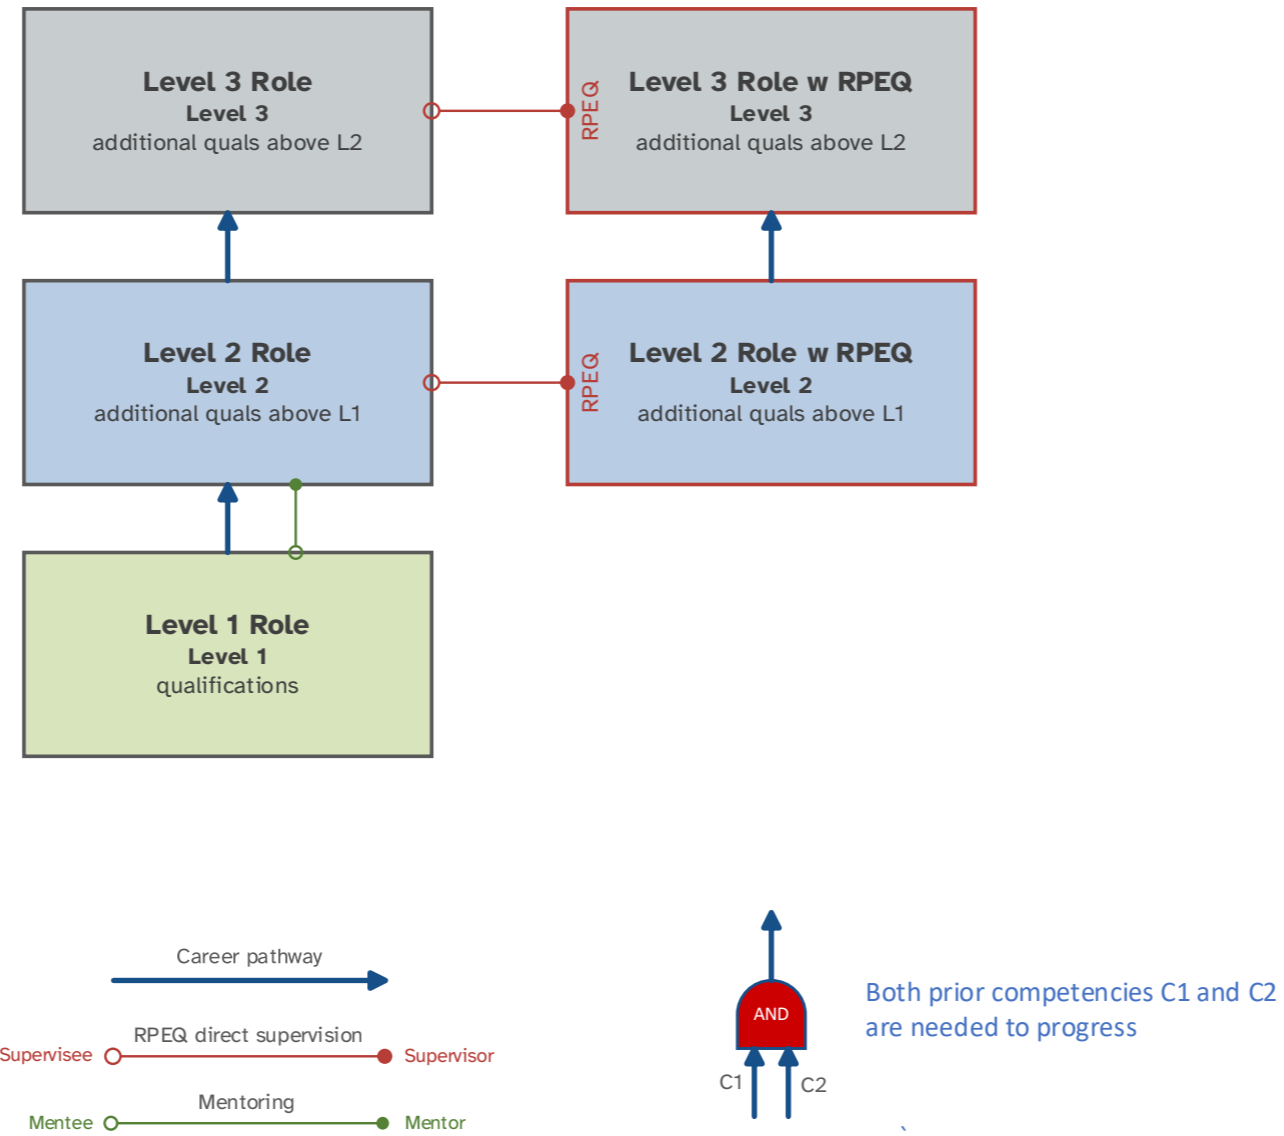 Level 3 Role
Level 3
additional quals above L2
RPEQ
Level 3 Role w RPEQ
Level 3
additional quals above L2
Level 2 Role
Level 2
additional quals above L1
RPEQ
Level 2 Role w RPEQ
Level 2
additional quals above L1
Level 1 Role
Level 1
qualifications
Career pathway
RPEQ direct supervision
Supervisee
Supervisor
Mentoring
Mentee
Mentor
AND
C1
C2
Both prior competencies C1 and C2
are needed to progress